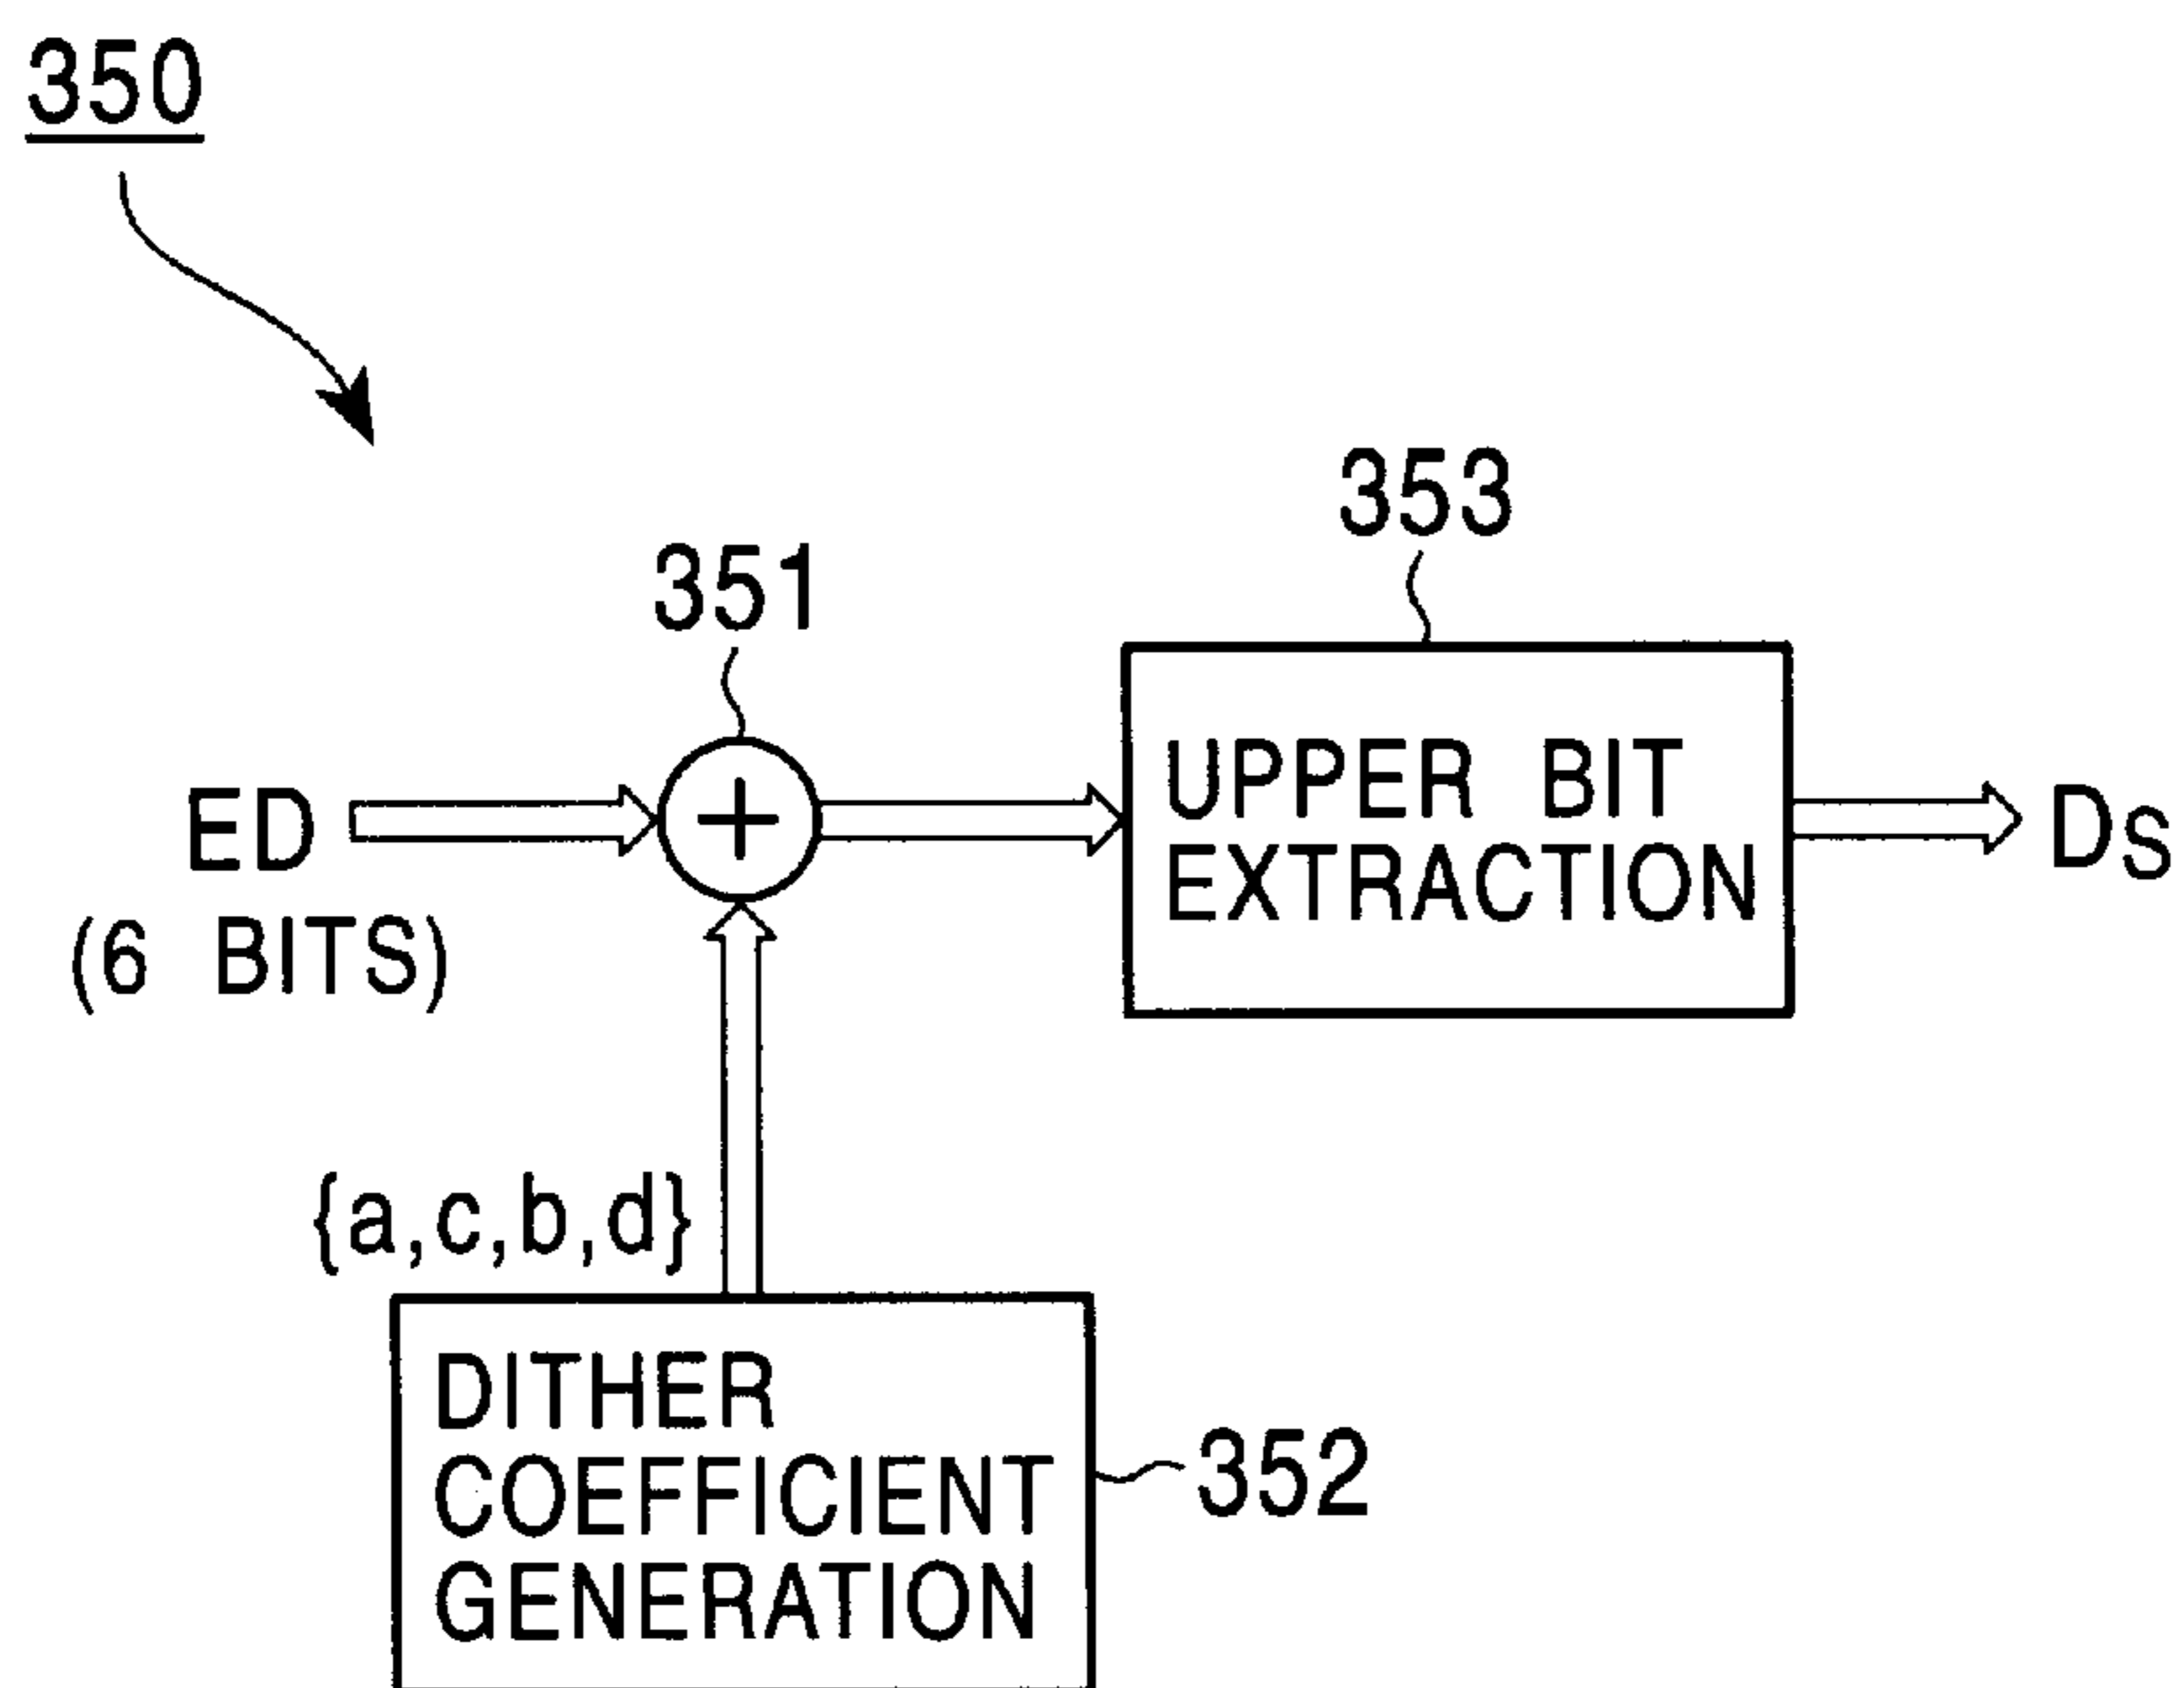 350
353
351
UPPER BIT
EXTRACTION
ED
(6 BITS)
DS
{a,c,b,d}
DITHER
COEFFICIENT
GENERATION
352